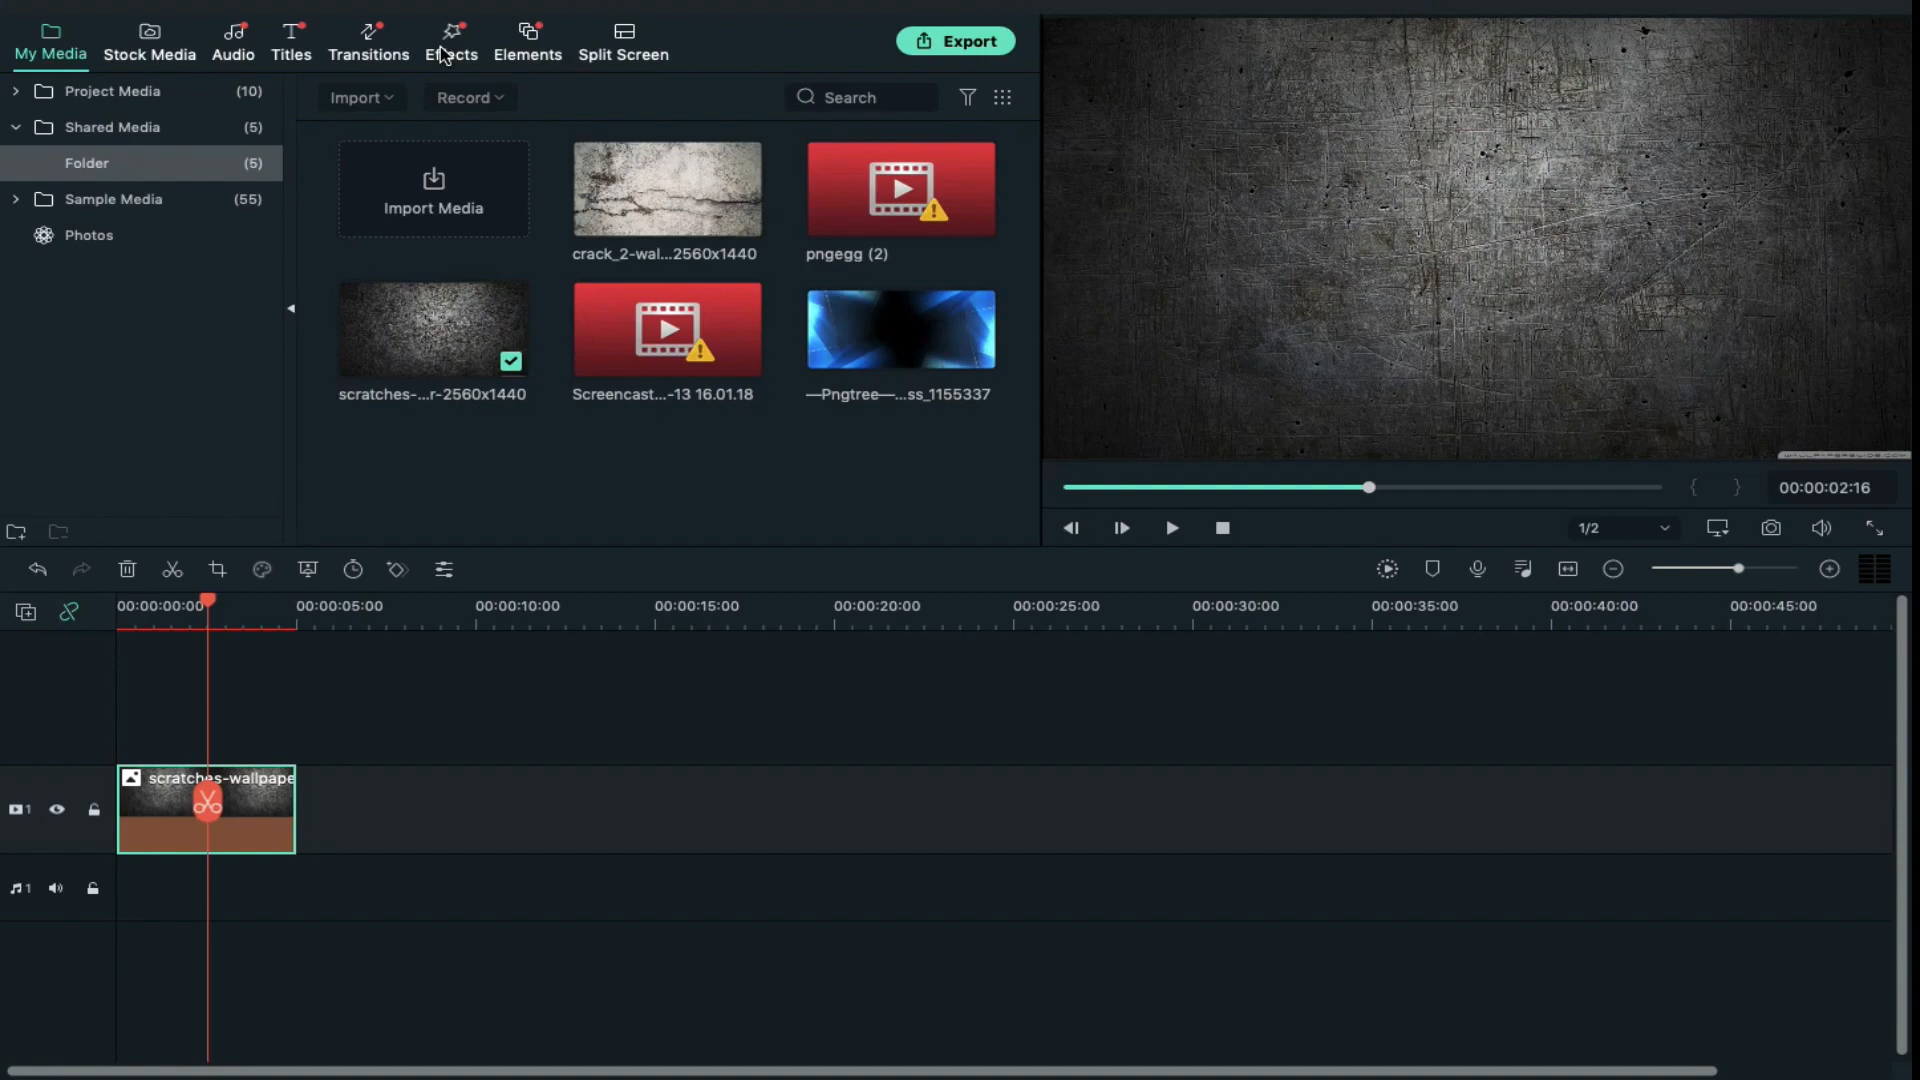 My Media
Stock Media
Audio
Titles
Transitions
Effects
Elements
Split Screen
Export
Project Media (10)
Shared Media (5)
Folder (5)
Sample Media (55)
Photos
Import
Record
Search
Import Media
crack_2-wal...2560x1440
pngegg (2)
scratches-...r-2560x1440
Screencast...-13 16.01.18
—Pngtree—...ss_1155337
00:00:02:16
1/2
00:00:00:00
00:00:05:00
00:00:10:00
00:00:15:00
00:00:20:00
00:00:25:00
00:00:30:00
00:00:35:00
00:00:40:00
00:00:45:00
scratches-wallpape
1
1